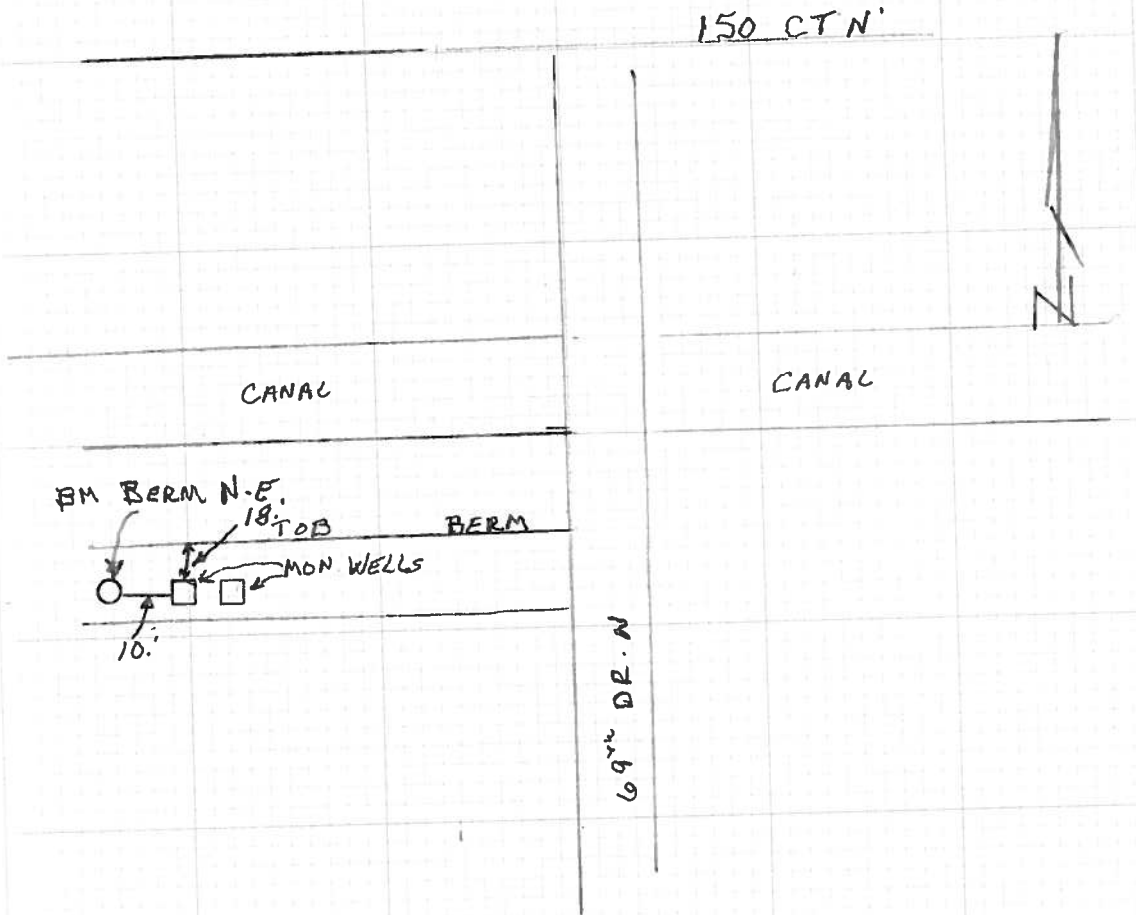 150 CT N'
N
CANAL
CANAL
BM BERM N.E.
18.'
TOB
BERM
MON. WELLS
10.'
69TH DR. N